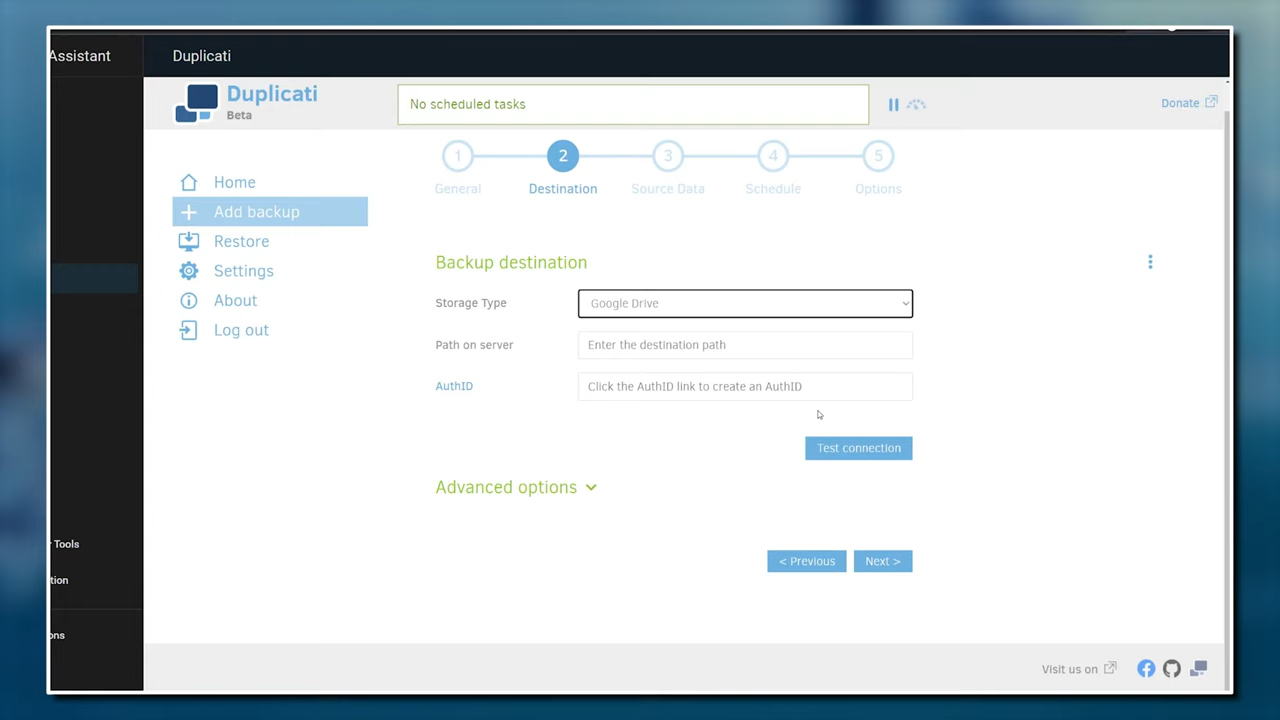 Assistant
Duplicati
Duplicati
Beta
No scheduled tasks
Donate
1
2
3
4
5
General
Destination
Source Data
Schedule
Options
Home
Add backup
Restore
Settings
About
Log out
Backup destination
Storage Type
Google Drive
Path on server
Enter the destination path
AuthID
Click the AuthID link to create an AuthID
Test connection
Advanced options
< Previous
Next >
Tools
tion
ons
Visit us on